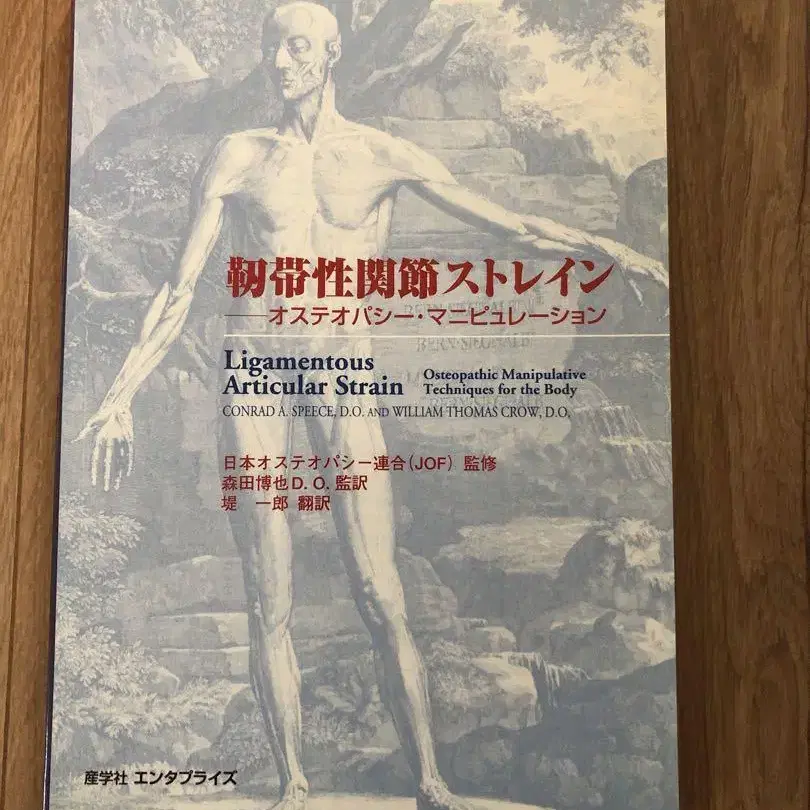 靭帯性関節ストレイン
──オステオパシー・マニピュレーション
Ligamentous
Articular Strain
Osteopathic Manipulative
Techniques for the Body
CONRAD A. SPEECE, D.O. AND WILLIAM THOMAS CROW, D.O.
日本オステオパシー連合(JOF) 監修
森田博也D. O. 監訳
堤 一郎 翻訳
産学社 エンタプライズ